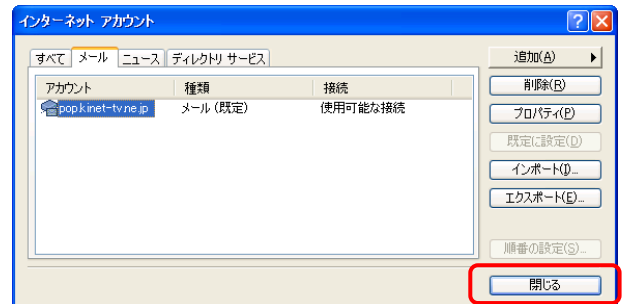 インターネット アカウント
すべて メール ニュース ディレクトリ サービス
追加(A)
アカウント 種類 接続
削除(R)
pop.kinet-tv.ne.jp メール (既定) 使用可能な接続
プロパティ(P)
既定に設定(D)
インポート(I)...
エクスポート(E)...
順番の設定(S)...
閉じる